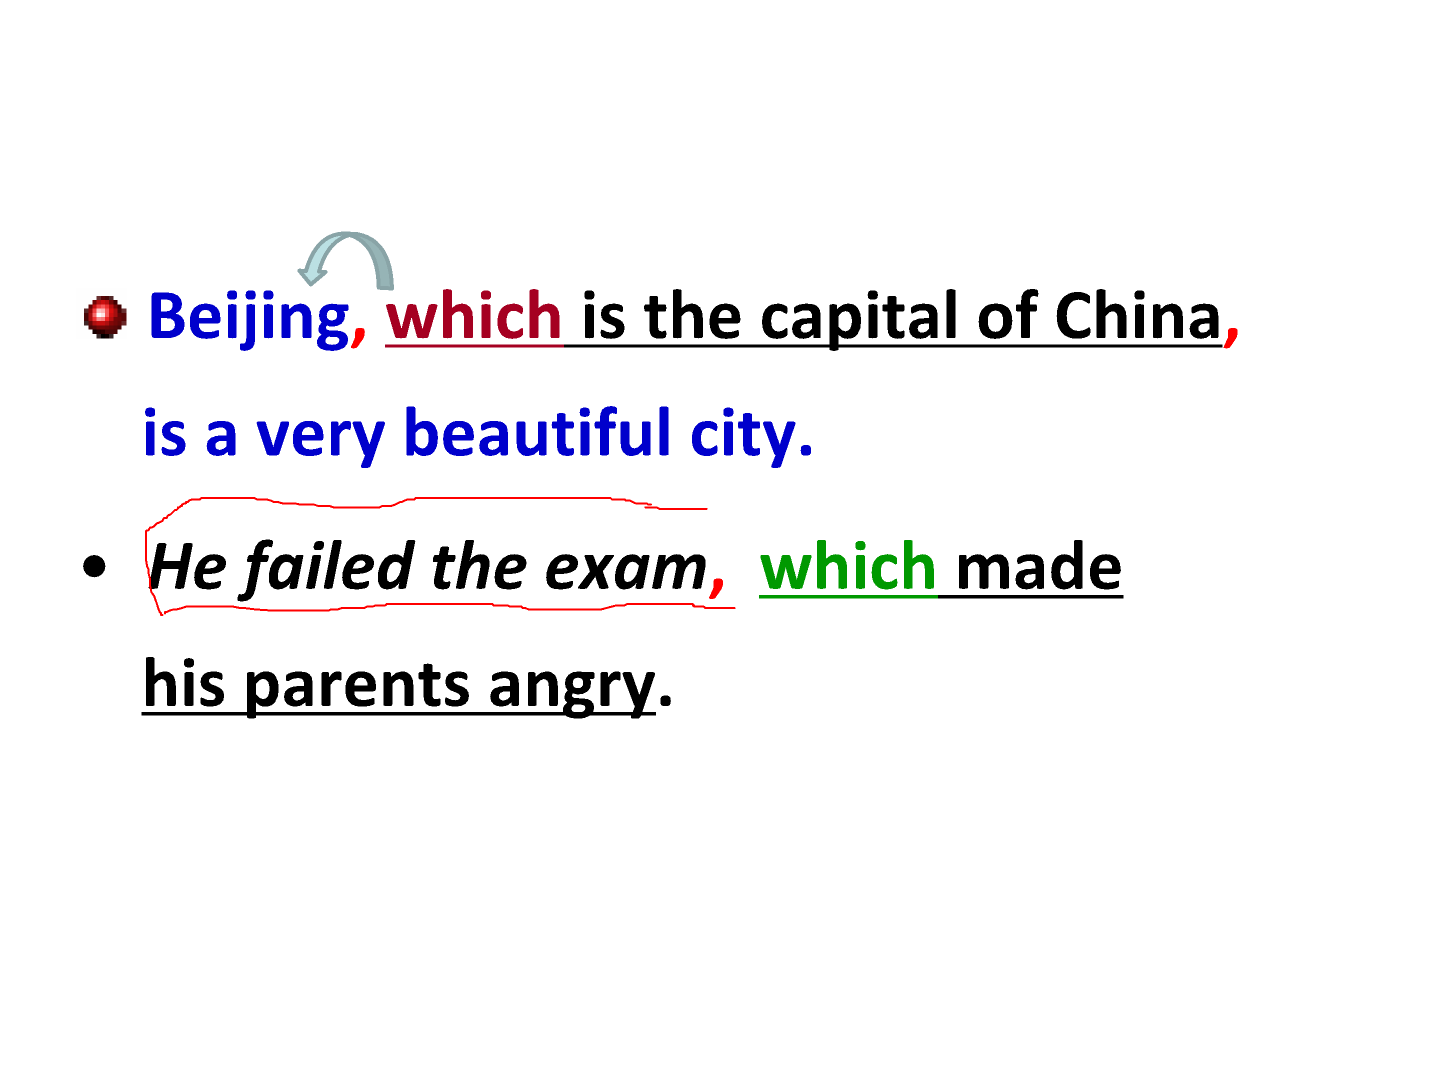 Beijing, which is the capital of China,
is a very beautiful city.
• He failed the exam, which made
his parents angry.